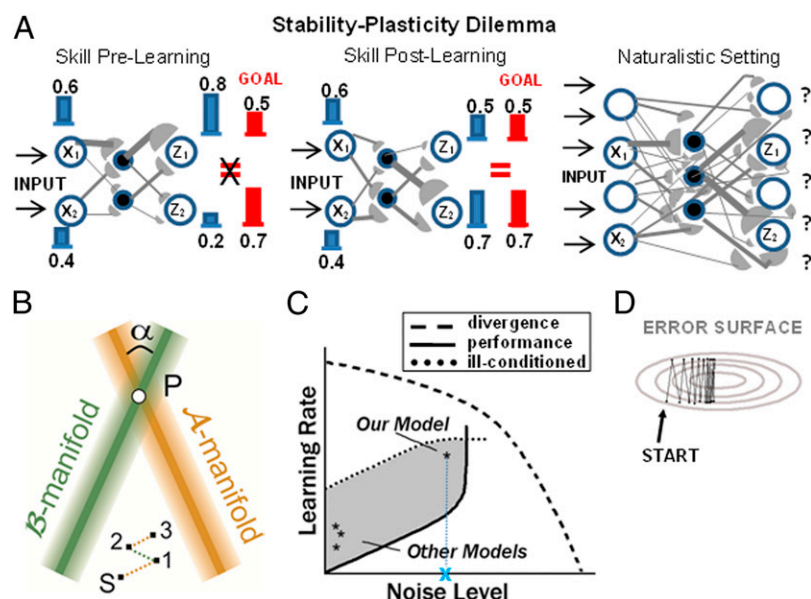 A
Stability-Plasticity Dilemma
Skill Pre-Learning
Skill Post-Learning
Naturalistic Setting
0.6
0.8
GOAL
0.5
X1
Z1
INPUT
X2
Z2
0.4
0.2
0.7
0.6
0.5
GOAL
0.5
X1
Z1
INPUT
=
X2
Z2
0.4
0.7
0.7
?
X1
Z1
?
INPUT
?
X2
Z2
?
?
B
α
P
B-manifold
A-manifold
2
3
1
S
C
divergence
performance
ill-conditioned
Learning Rate
Our Model
Other Models
X
Noise Level
D
ERROR SURFACE
START